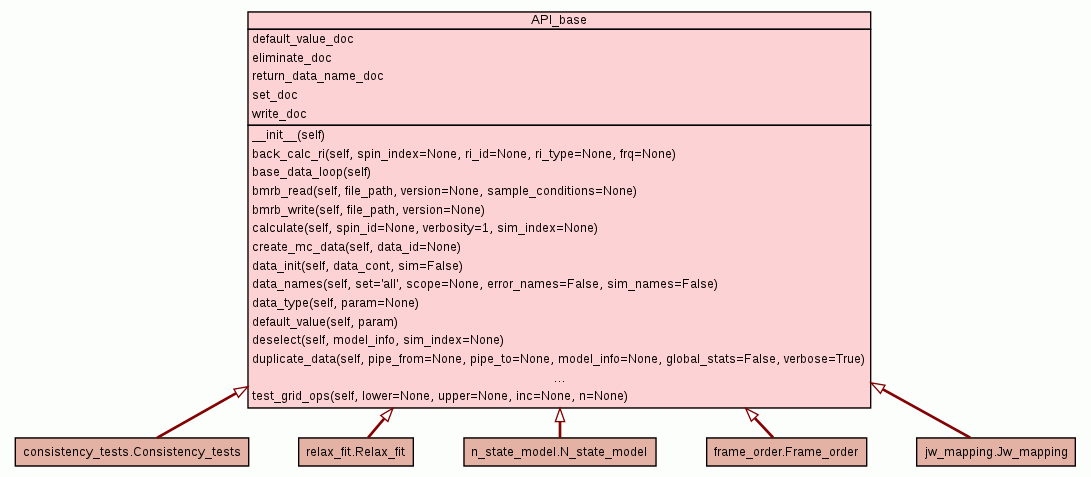 API_base
default_value_doc
eliminate_doc
return_data_name_doc
set_doc
write_doc
__init__(self)
back_calc_ri(self, spin_index=None, ri_id=None, ri_type=None, frq=None)
base_data_loop(self)
bmrb_read(self, file_path, version=None, sample_conditions=None)
bmrb_write(self, file_path, version=None)
calculate(self, spin_id=None, verbosity=1, sim_index=None)
create_mc_data(self, data_id=None)
data_init(self, data_cont, sim=False)
data_names(self, set='all', scope=None, error_names=False, sim_names=False)
data_type(self, param=None)
default_value(self, param)
deselect(self, model_info, sim_index=None)
duplicate_data(self, pipe_from=None, pipe_to=None, model_info=None, global_stats=False, verbose=True)
...
test_grid_ops(self, lower=None, upper=None, inc=None, n=None)
consistency_tests.Consistency_tests
relax_fit.Relax_fit
n_state_model.N_state_model
frame_order.Frame_order
jw_mapping.Jw_mapping